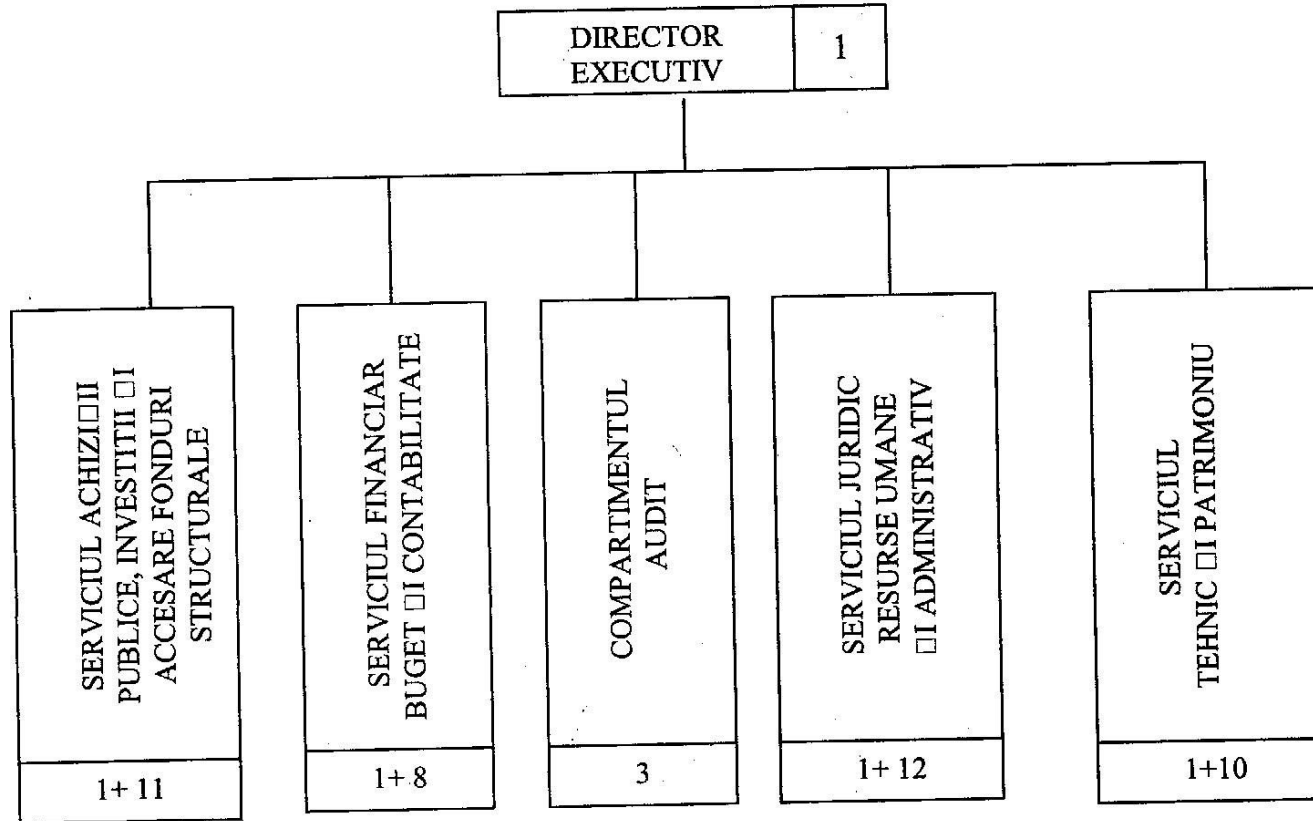 DIRECTOR
EXECUTIV
1
SERVICIUL ACHIZI□II
PUBLICE, INVESTITII □I
ACCESARE FONDURI
STRUCTURALE
1+ 11
SERVICIUL FINANCIAR
BUGET □I CONTABILITATE
1+ 8
COMPARTIMENTUL
AUDIT
3
SERVICIUL JURIDIC
RESURSE UMANE
□I ADMINISTRATIV
1+ 12
SERVICIUL
TEHNIC □I PATRIMONIU
1+10